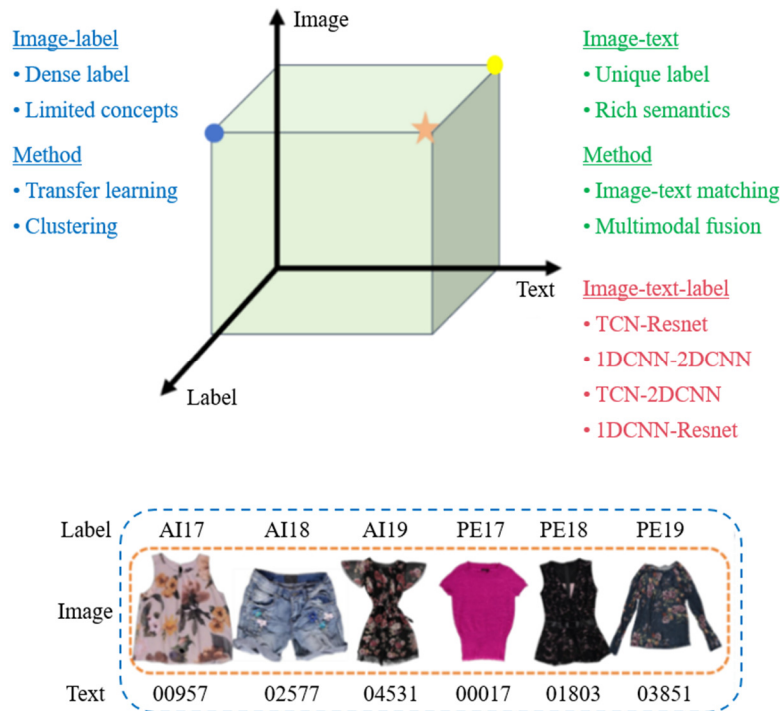 Image
Image-label
• Dense label
• Limited concepts
Method
• Transfer learning
• Clustering
Image-text
• Unique label
• Rich semantics
Method
• Image-text matching
• Multimodal fusion
Text
Image-text-label
• TCN-Resnet
• 1DCNN-2DCNN
• TCN-2DCNN
• 1DCNN-Resnet
Label
Label AI17 AI18 AI19 PE17 PE18 PE19
Image
Text 00957 02577 04531 00017 01803 03851